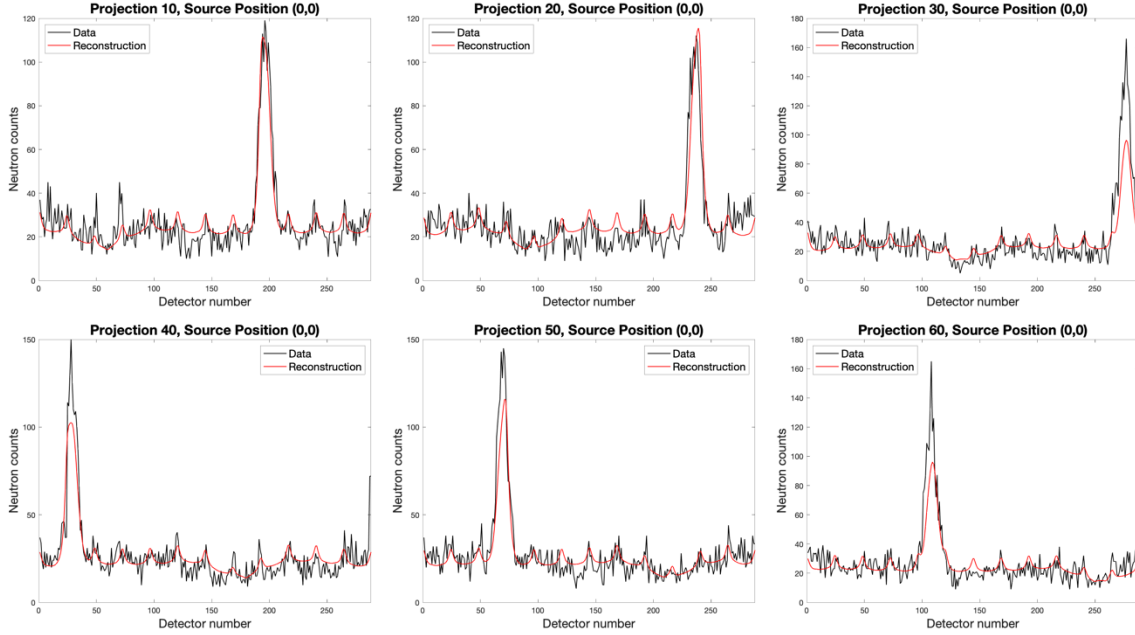 Projection 10, Source Position (0,0)
Data
Reconstruction
Neutron counts
120
100
80
60
40
20
0
0 50 100 150 200 250
Detector number
Projection 20, Source Position (0,0)
Data
Reconstruction
Neutron counts
120
100
80
60
40
20
0
0 50 100 150 200 250
Detector number
Projection 30, Source Position (0,0)
Data
Reconstruction
Neutron counts
180
160
140
120
100
80
60
40
20
0
0 50 100 150 200 250
Detector number
Projection 40, Source Position (0,0)
Data
Reconstruction
Neutron counts
150
100
50
0
0 50 100 150 200 250
Detector number
Projection 50, Source Position (0,0)
Data
Reconstruction
Neutron counts
150
100
50
0
0 50 100 150 200 250
Detector number
Projection 60, Source Position (0,0)
Data
Reconstruction
Neutron counts
180
160
140
120
100
80
60
40
20
0
0 50 100 150 200 250
Detector number